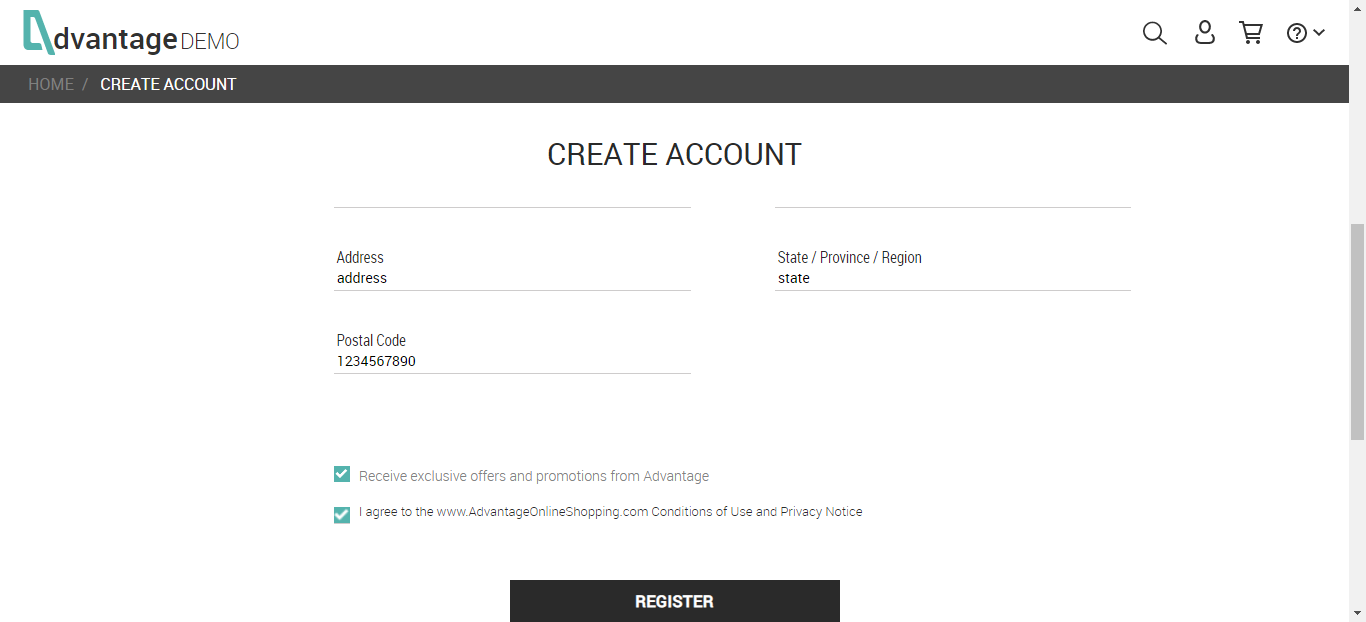 dvantage DEMO
HOME / CREATE ACCOUNT
CREATE ACCOUNT
Address
address
State / Province / Region
state
Postal Code
1234567890
Receive exclusive offers and promotions from Advantage
I agree to the www.AdvantageOnlineShopping.com Conditions of Use and Privacy Notice
REGISTER